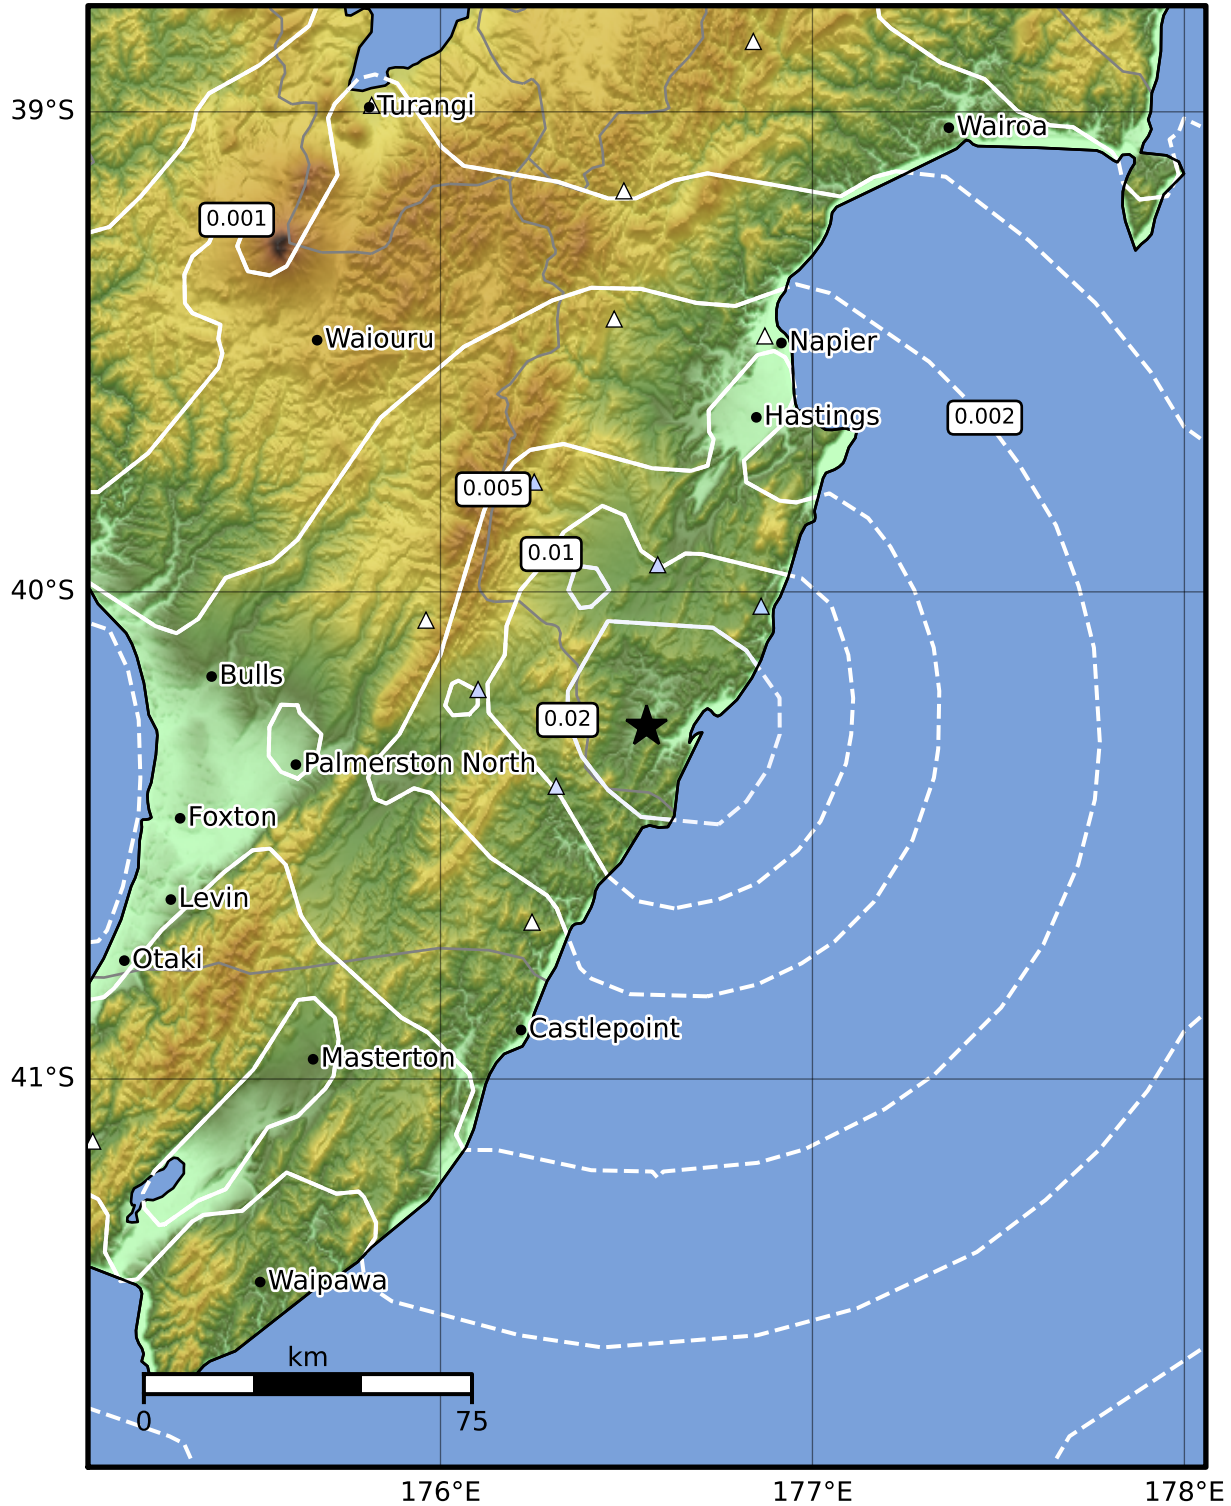 39°S
Turangi
Wairoa
0.001
Waiouru
Napier
Hastings
0.002
0.005
0.01
40°S
Bulls
0.02
Palmerston North
Foxton
Levin
Otaki
Castlepoint
Masterton
41°S
Waipawa
km
0
75
176°E
177°E
178°E